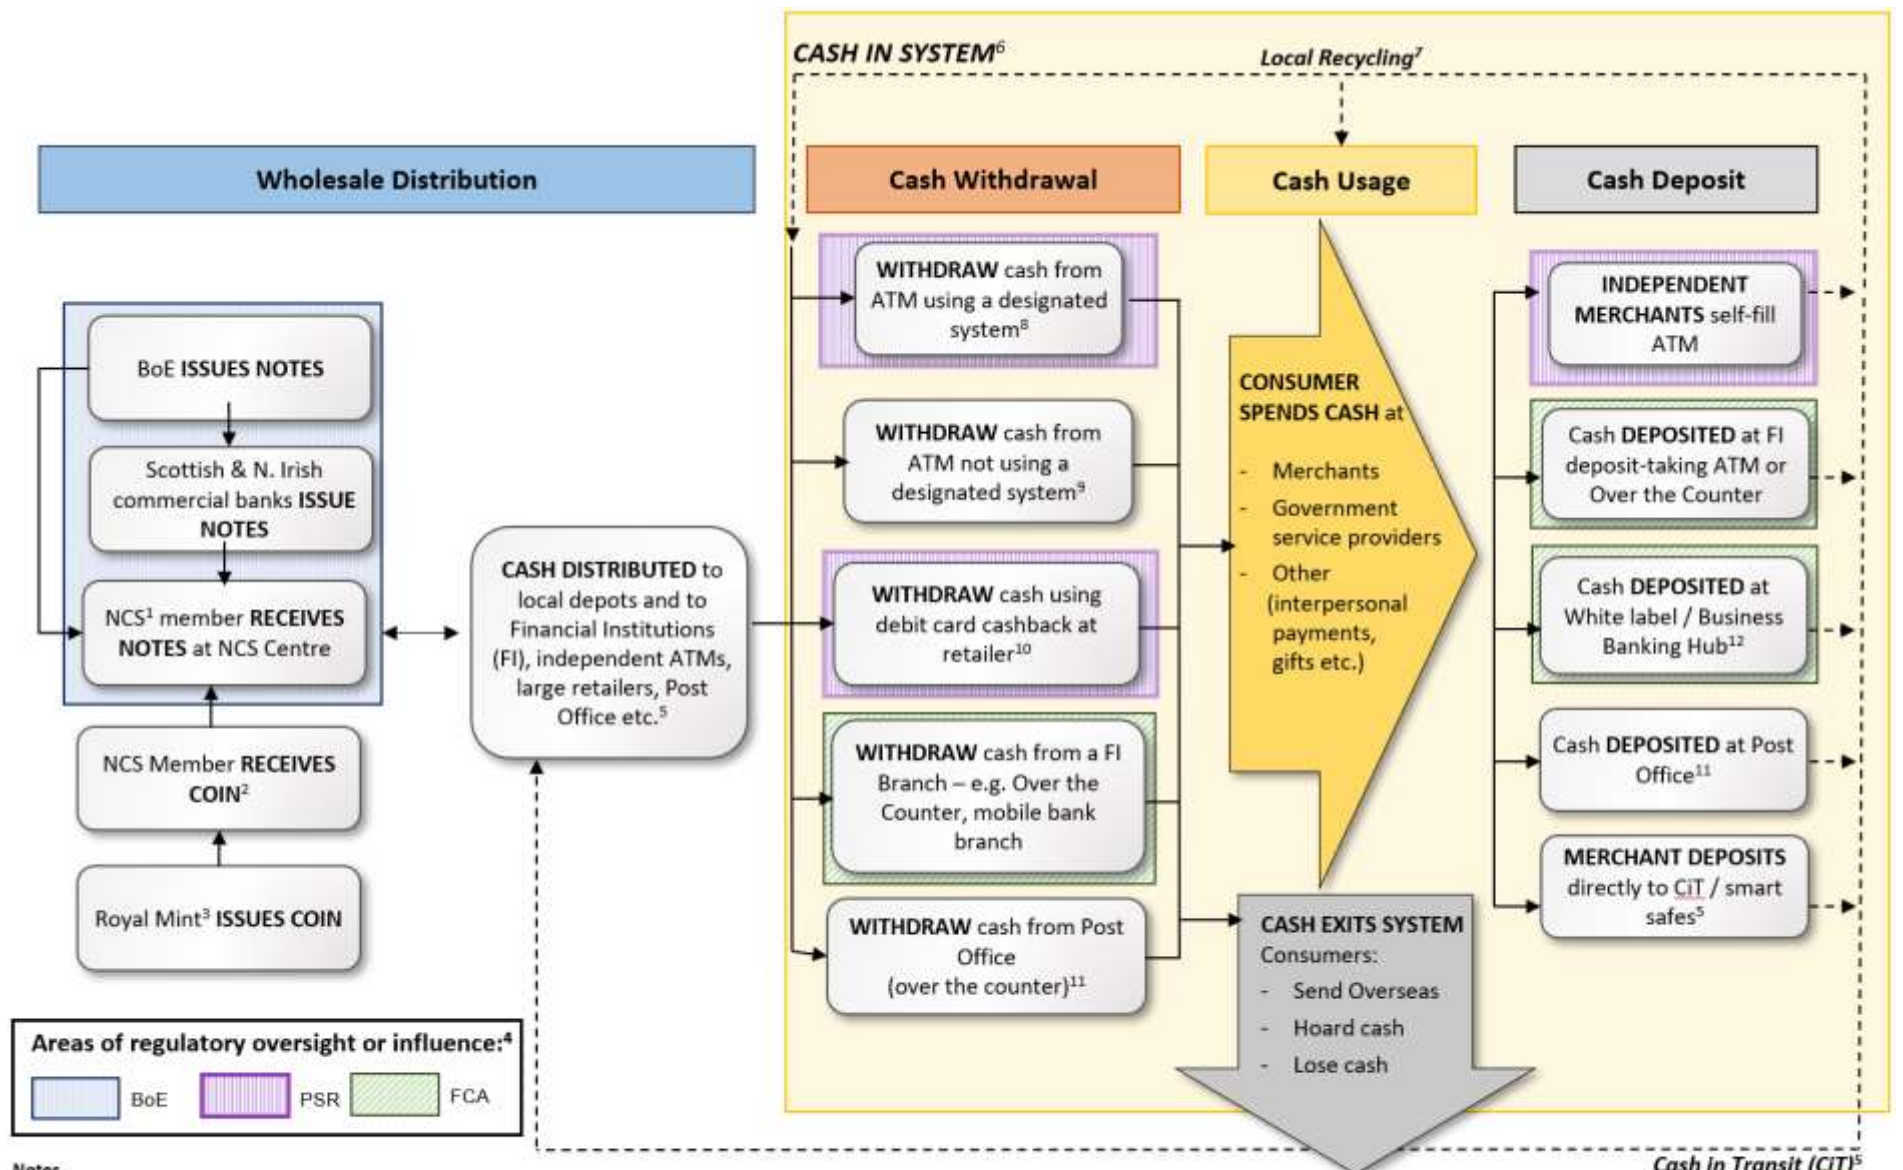 CASH IN SYSTEM⁶
Local Recycling⁷
Wholesale Distribution
Cash Withdrawal
Cash Usage
Cash Deposit
BoE ISSUES NOTES
Scottish & N. Irish
commercial banks ISSUE
NOTES
NCS¹ member RECEIVES
NOTES at NCS Centre
NCS Member RECEIVES
COIN²
Royal Mint³ ISSUES COIN
CASH DISTRIBUTED to
local depots and to
Financial Institutions
(FI), independent ATMs,
large retailers, Post
Office etc.⁵
WITHDRAW cash from
ATM using a designated
system⁸
WITHDRAW cash from
ATM not using a
designated system⁹
WITHDRAW cash using
debit card cashback at
retailer¹⁰
WITHDRAW cash from a FI
Branch – e.g. Over the
Counter, mobile bank
branch
WITHDRAW cash from Post
Office
(over the counter)¹¹
CONSUMER
SPENDS CASH at
- Merchants
- Government
service providers
- Other
(interpersonal
payments,
gifts etc.)
CASH EXITS SYSTEM
Consumers:
- Send Overseas
- Hoard cash
- Lose cash
INDEPENDENT
MERCHANTS self-fill
ATM
Cash DEPOSITED at FI
deposit-taking ATM or
Over the Counter
Cash DEPOSITED at
White label / Business
Banking Hub¹²
Cash DEPOSITED at Post
Office¹¹
MERCHANT DEPOSITS
directly to CiT / smart
safes⁵
Areas of regulatory oversight or influence:⁴
BoE
PSR
FCA
Cash in Transit (CiT)⁵
Notes